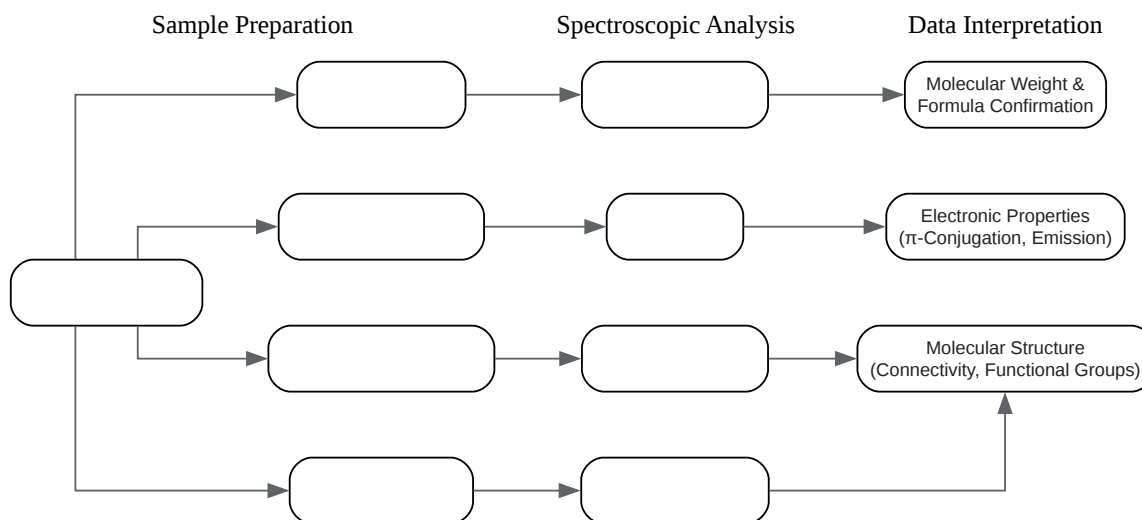 Sample Preparation
Spectroscopic Analysis
Data Interpretation
Molecular Weight &
Formula Confirmation
Electronic Properties
(π-Conjugation, Emission)
Molecular Structure
(Connectivity, Functional Groups)